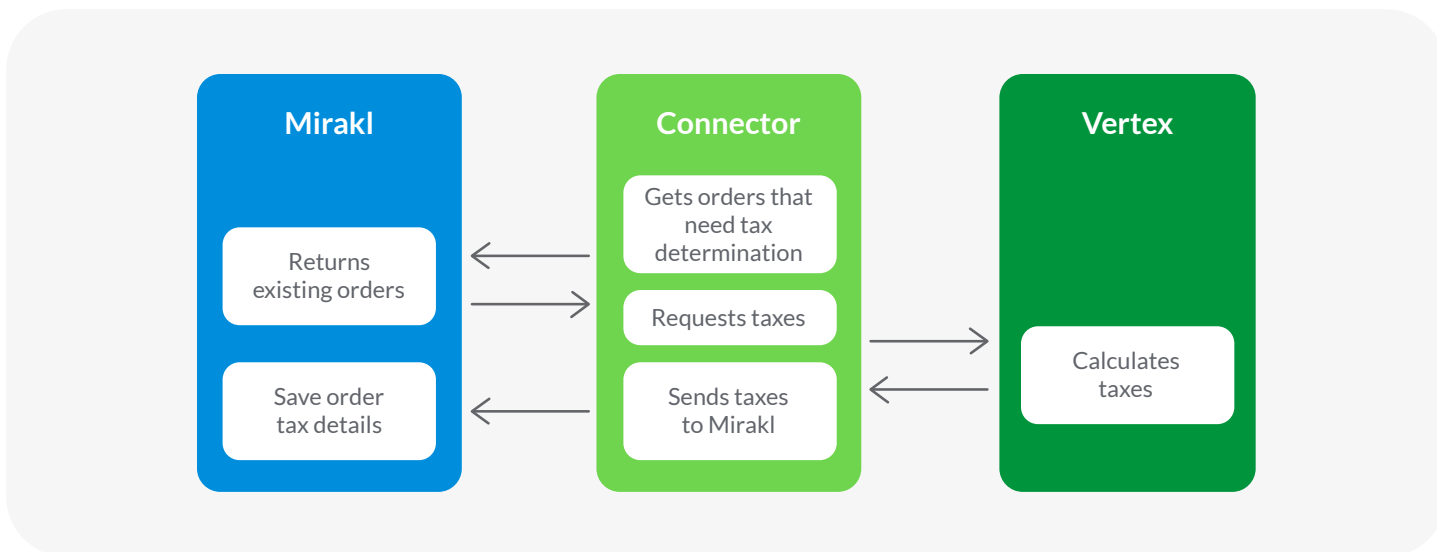 Mirakl
Returns
existing orders
Save order
tax details
Connector
Gets orders that
need tax
determination
Requests taxes
Sends taxes
to Mirakl
Vertex
Calculates
taxes